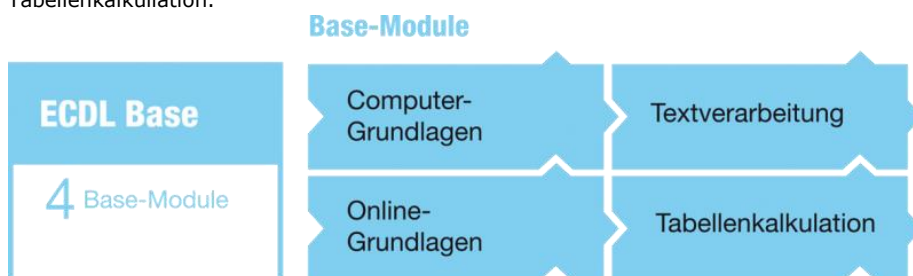 Tabellenkalkulation.
Base-Module
ECDL Base
4 Base-Module
Computer-
Grundlagen
Textverarbeitung
Online-
Grundlagen
Tabellenkalkulation